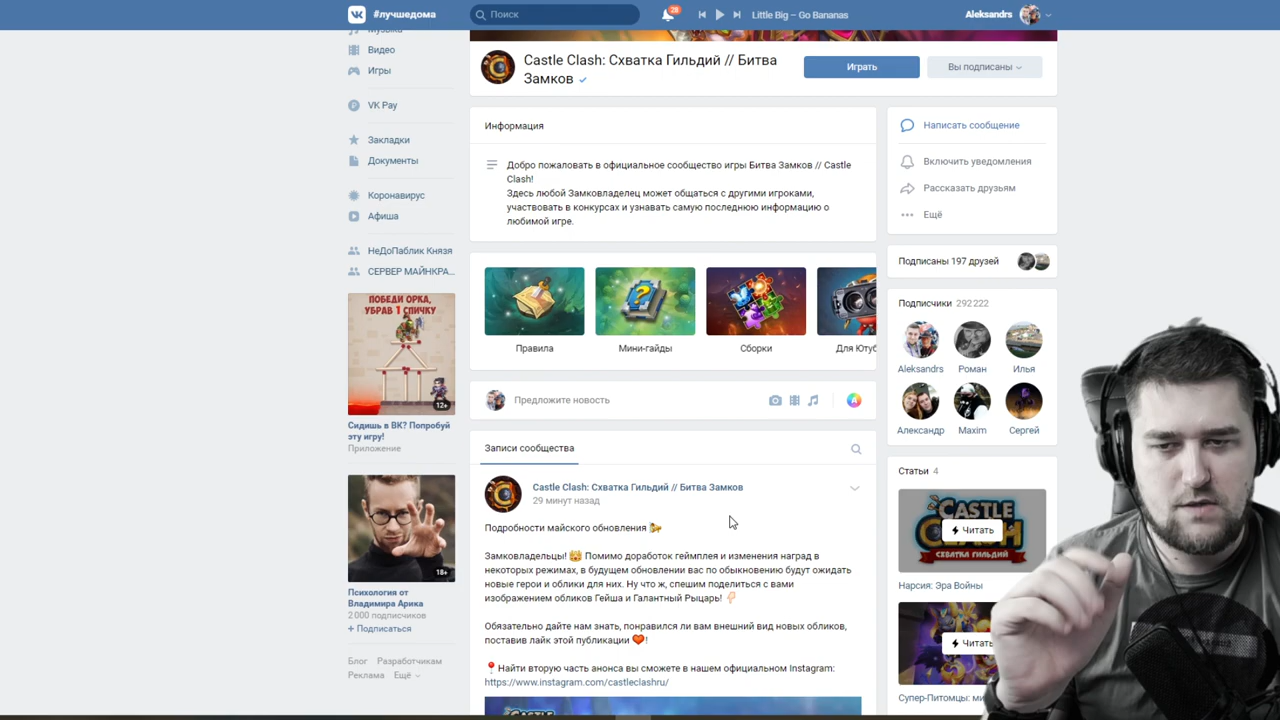 #лучшедома
Поиск
28
Little Big – Go Bananas
Aleksandrs
Музыка
Видео
Игры
VK Pay
Закладки
Документы
Коронавирус
Афиша
НеДоПаблик Князя
СЕРВЕР МАЙНКРА...
ПОБЕДИ ОРКА,
УБРАВ 1 СПИЧКУ
12+
Сидишь в ВК? Попробуй
эту игру!
Приложение
18+
Психология от
Владимира Арика
2 000 подписчиков
+ Подписаться
Блог Разработчикам
Реклама Ещё
Castle Clash: Схватка Гильдий // Битва
Замков
Играть
Вы подписаны
Информация
Добро пожаловать в официальное сообщество игры Битва Замков // Castle
Clash!
Здесь любой Замковладелец может общаться с другими игроками,
участвовать в конкурсах и узнавать самую последнюю информацию о
любимой игре.
Правила
Мини-гайды
Сборки
Для Ютуб
Предложите новость
Записи сообщества
Castle Clash: Схватка Гильдий // Битва Замков
29 минут назад
Подробности майского обновления
Замковладельцы! Помимо доработок геймплея и изменения наград в
некоторых режимах, в будущем обновлении вас по обыкновению будут ожидать
новые герои и облики для них. Ну что ж, спешим поделиться с вами
изображением обликов Гейша и Галантный Рыцарь!
Обязательно дайте нам знать, понравился ли вам внешний вид новых обликов,
поставив лайк этой публикации !
Найти вторую часть анонса вы сможете в нашем официальном Instagram:
https://www.instagram.com/castleclashru/
CASTLE
Написать сообщение
Включить уведомления
Рассказать друзьям
Ещё
Подписаны 197 друзей
Подписчики 292 222
Aleksandrs
Роман
Илья
Александр
Maxim
Сергей
Статьи 4
CASTLE
CLASH
СХВАТКА ГИЛЬДИЙ
Читать
Нарсия: Эра Войны
Читать
Супер-Питомцы: ми